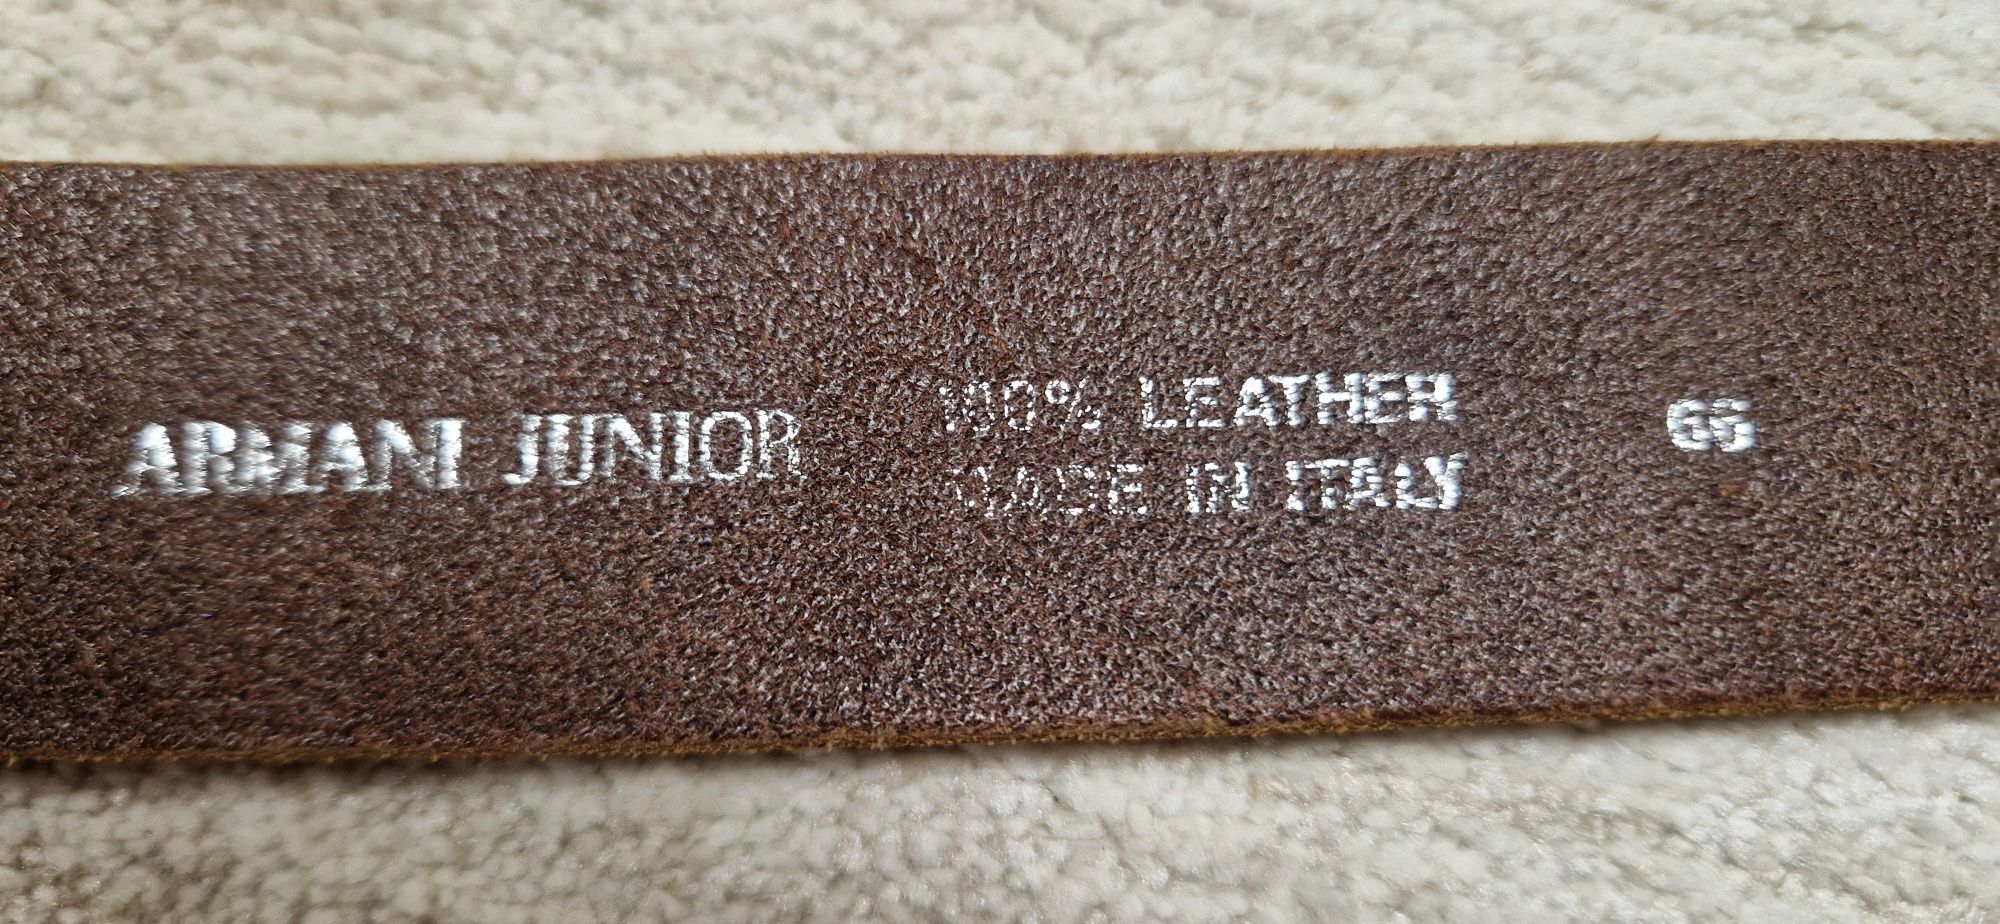 ARMANI JUNIOR
100% LEATHER
MADE IN ITALY
66